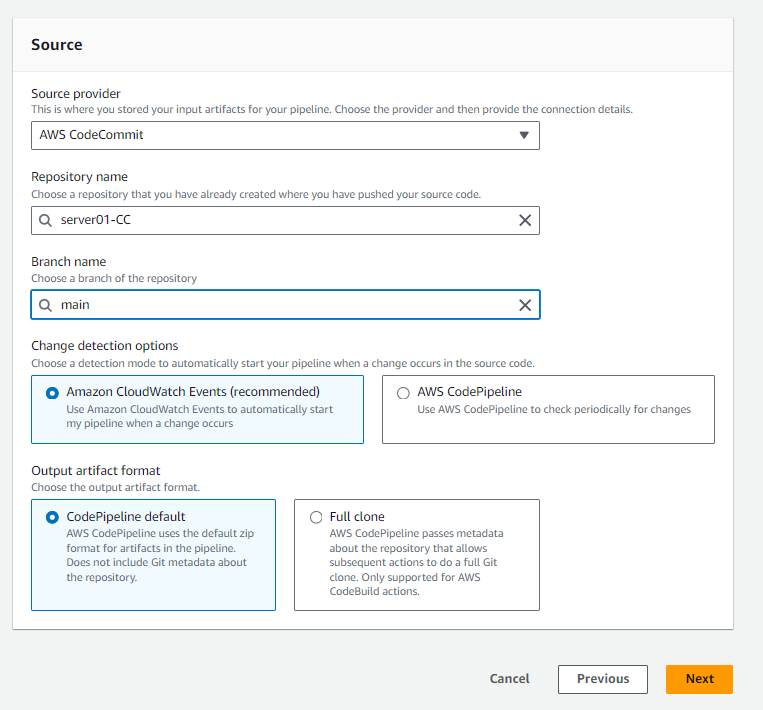 Source
Source provider
This is where you stored your input artifacts for your pipeline. Choose the provider and then provide the connection details.
AWS CodeCommit
Repository name
Choose a repository that you have already created where you have pushed your source code.
server01-CC
Branch name
Choose a branch of the repository
main
Change detection options
Choose a detection mode to automatically start your pipeline when a change occurs in the source code.
Amazon CloudWatch Events (recommended)
Use Amazon CloudWatch Events to automatically start
my pipeline when a change occurs
AWS CodePipeline
Use AWS CodePipeline to check periodically for changes
Output artifact format
Choose the output artifact format.
CodePipeline default
AWS CodePipeline uses the default zip
format for artifacts in the pipeline.
Does not include Git metadata about
the repository.
Full clone
AWS CodePipeline passes metadata
about the repository that allows
subsequent actions to do a full Git
clone. Only supported for AWS
CodeBuild actions.
Cancel
Previous
Next